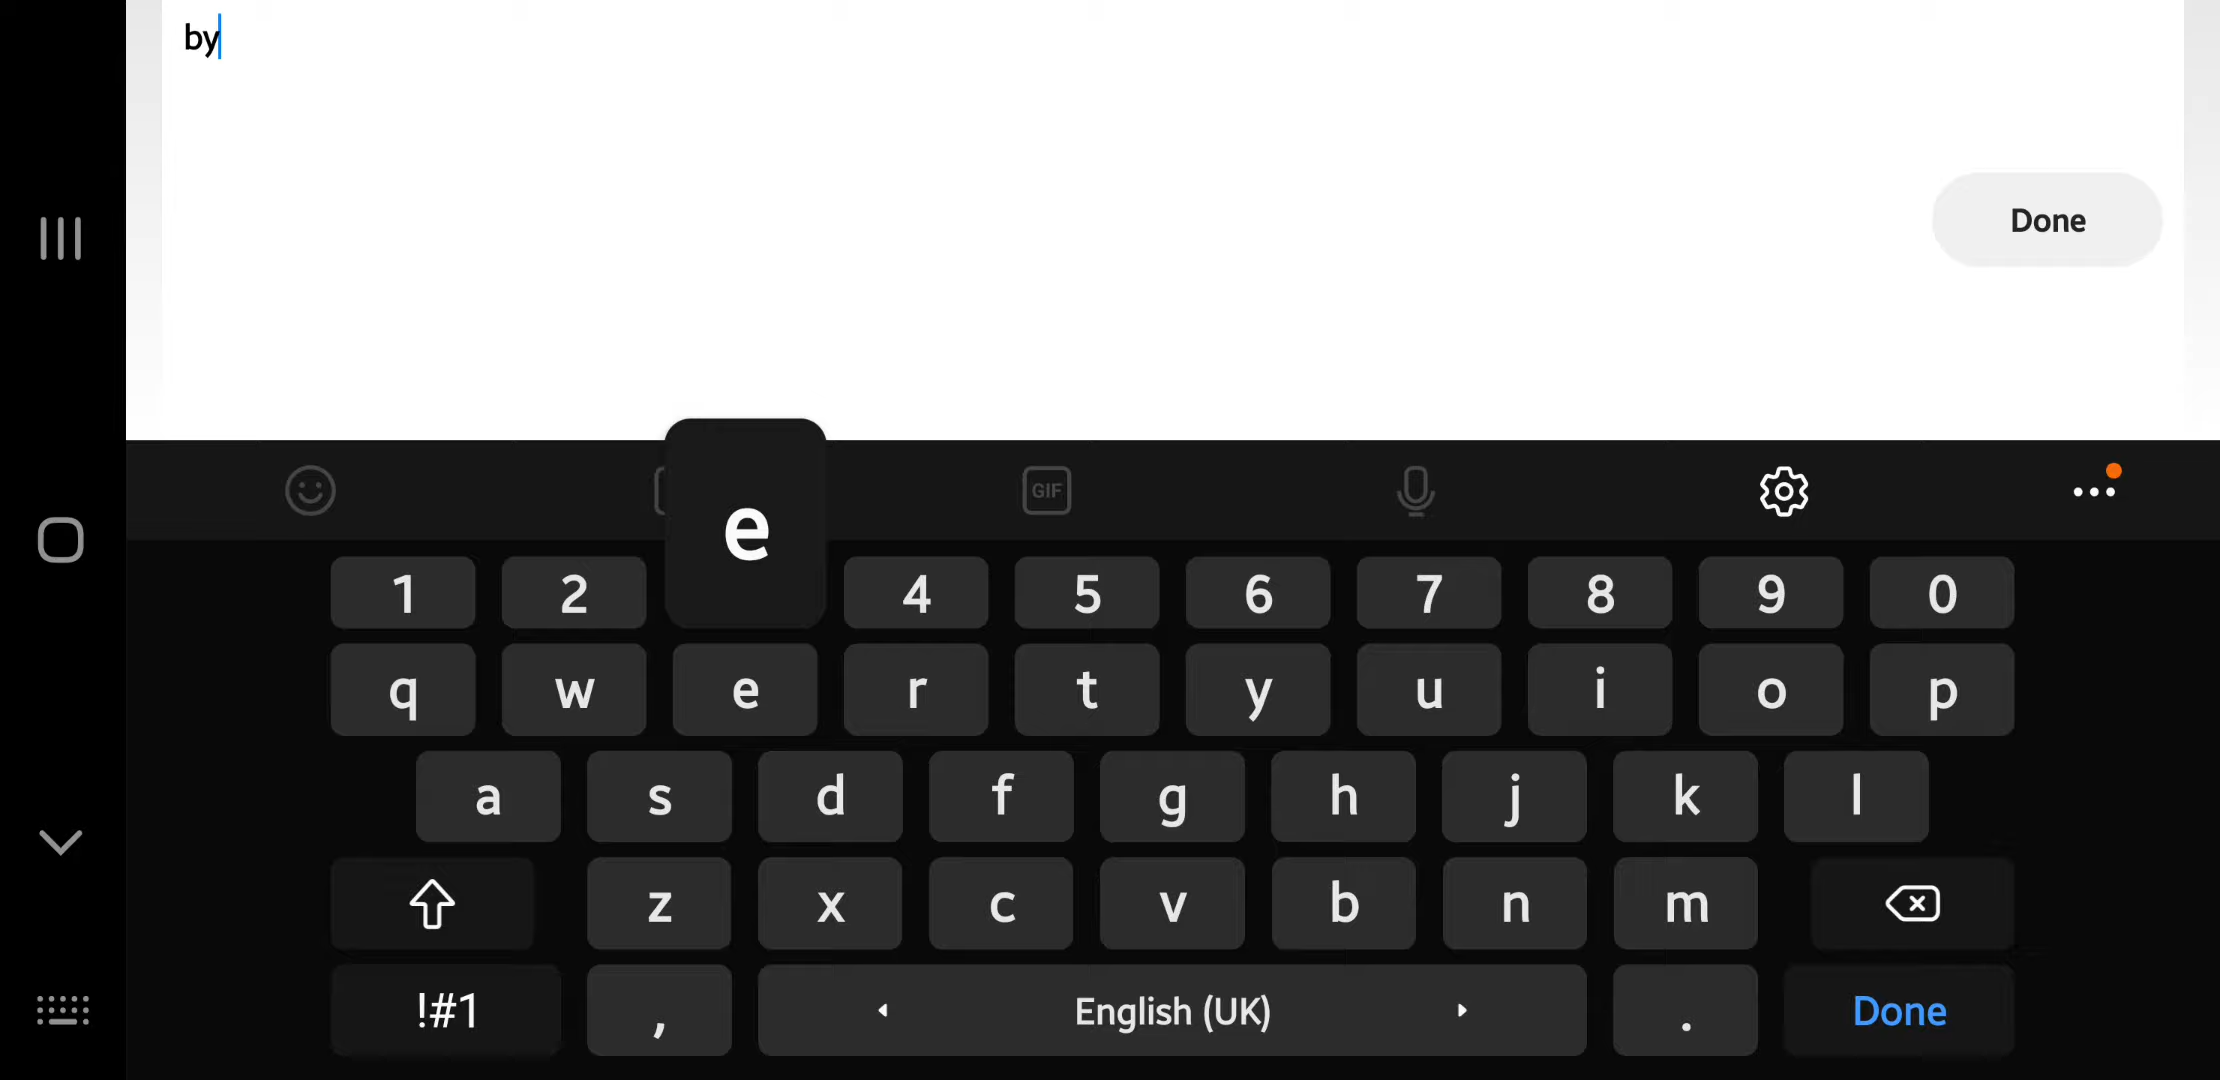 by
Done
GIF
e
1 2 4 5 6 7 8 9 0
q w e r t y u i o p
a s d f g h j k l
z x c v b n m
!#1 , English (UK) . Done